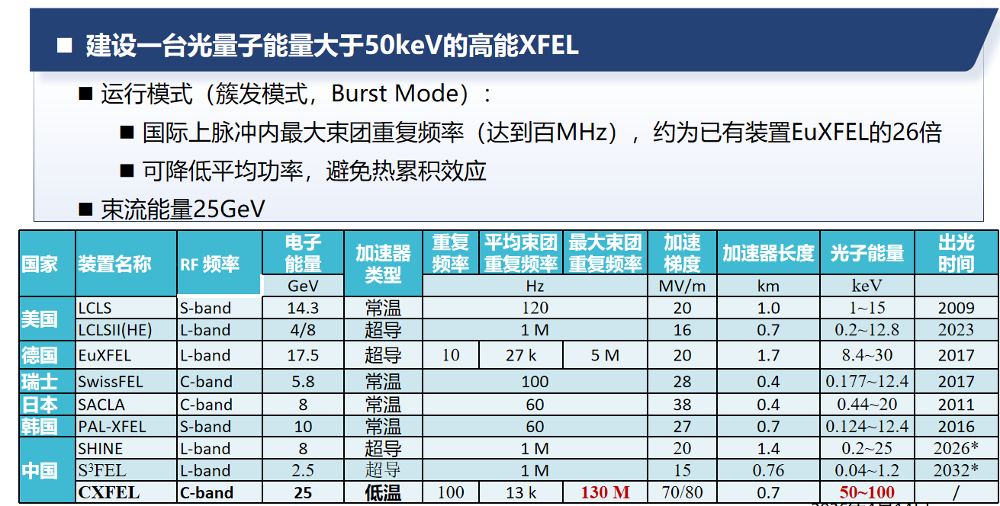 ■ 建设一台光量子能量大于50keV的高能XFEL
■ 运行模式（簇发模式，Burst Mode）：
■ 国际上脉冲内最大束团重复频率（达到百MHz），约为已有装置EuXFEL的26倍
■ 可降低平均功率，避免热累积效应
■ 束流能量25GeV
国家 装置名称 RF 频率 电子能量 加速器类型 重复频率 平均束团重复频率 最大束团重复频率 加速梯度 加速器长度 光子能量 出光时间
GeV Hz MV/m km keV
美国 LCLS S-band 14.3 常温 120 20 1.0 1~15 2009
LCLSII(HE) L-band 4/8 超导 1 M 16 0.7 0.2~12.8 2023
德国 EuXFEL L-band 17.5 超导 10 27 k 5 M 20 1.7 8.4~30 2017
瑞士 SwissFEL C-band 5.8 常温 100 28 0.4 0.177~12.4 2017
日本 SACLA C-band 8 常温 60 38 0.4 0.44~20 2011
韩国 PAL-XFEL S-band 10 常温 60 27 0.7 0.124~12.4 2016
中国 SHINE L-band 8 超导 1 M 20 1.4 0.2~25 2026*
S³FEL L-band 2.5 超导 1 M 15 0.76 0.04~1.2 2032*
CXFEL C-band 25 低温 100 13 k 130 M 70/80 0.7 50~100 /